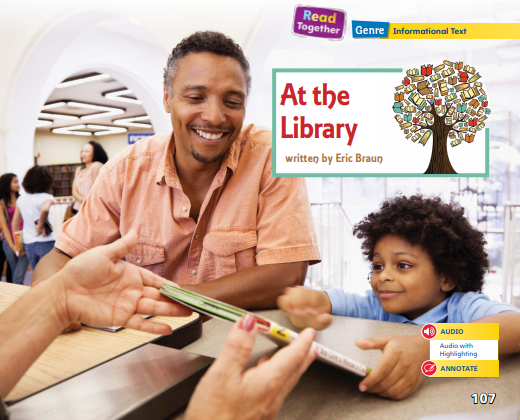 Read
Together
Genre Informational Text
At the
Library
written by Eric Braun
AUDIO
Audio with
Highlighting
ANNOTATE
107